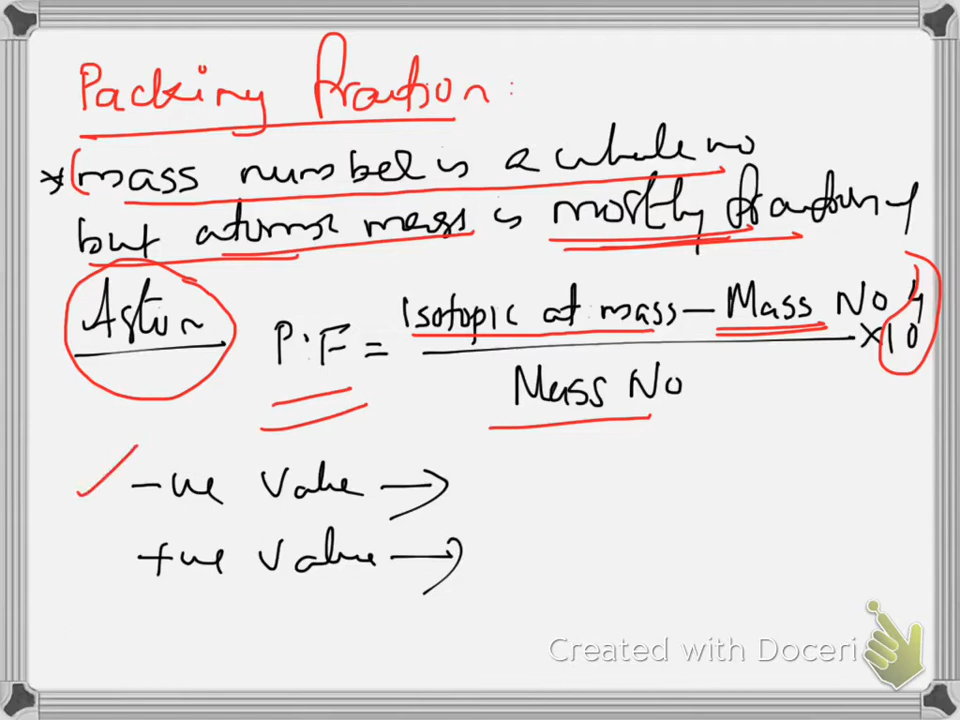 Packing fraction:
* mass number is a whole no
but atomic mass is mostly fractionl
Aston
P.F = Isotopic at mass – Mass No / Mass No ×10⁴
-ve value →
+ve value →
Created with Doceri